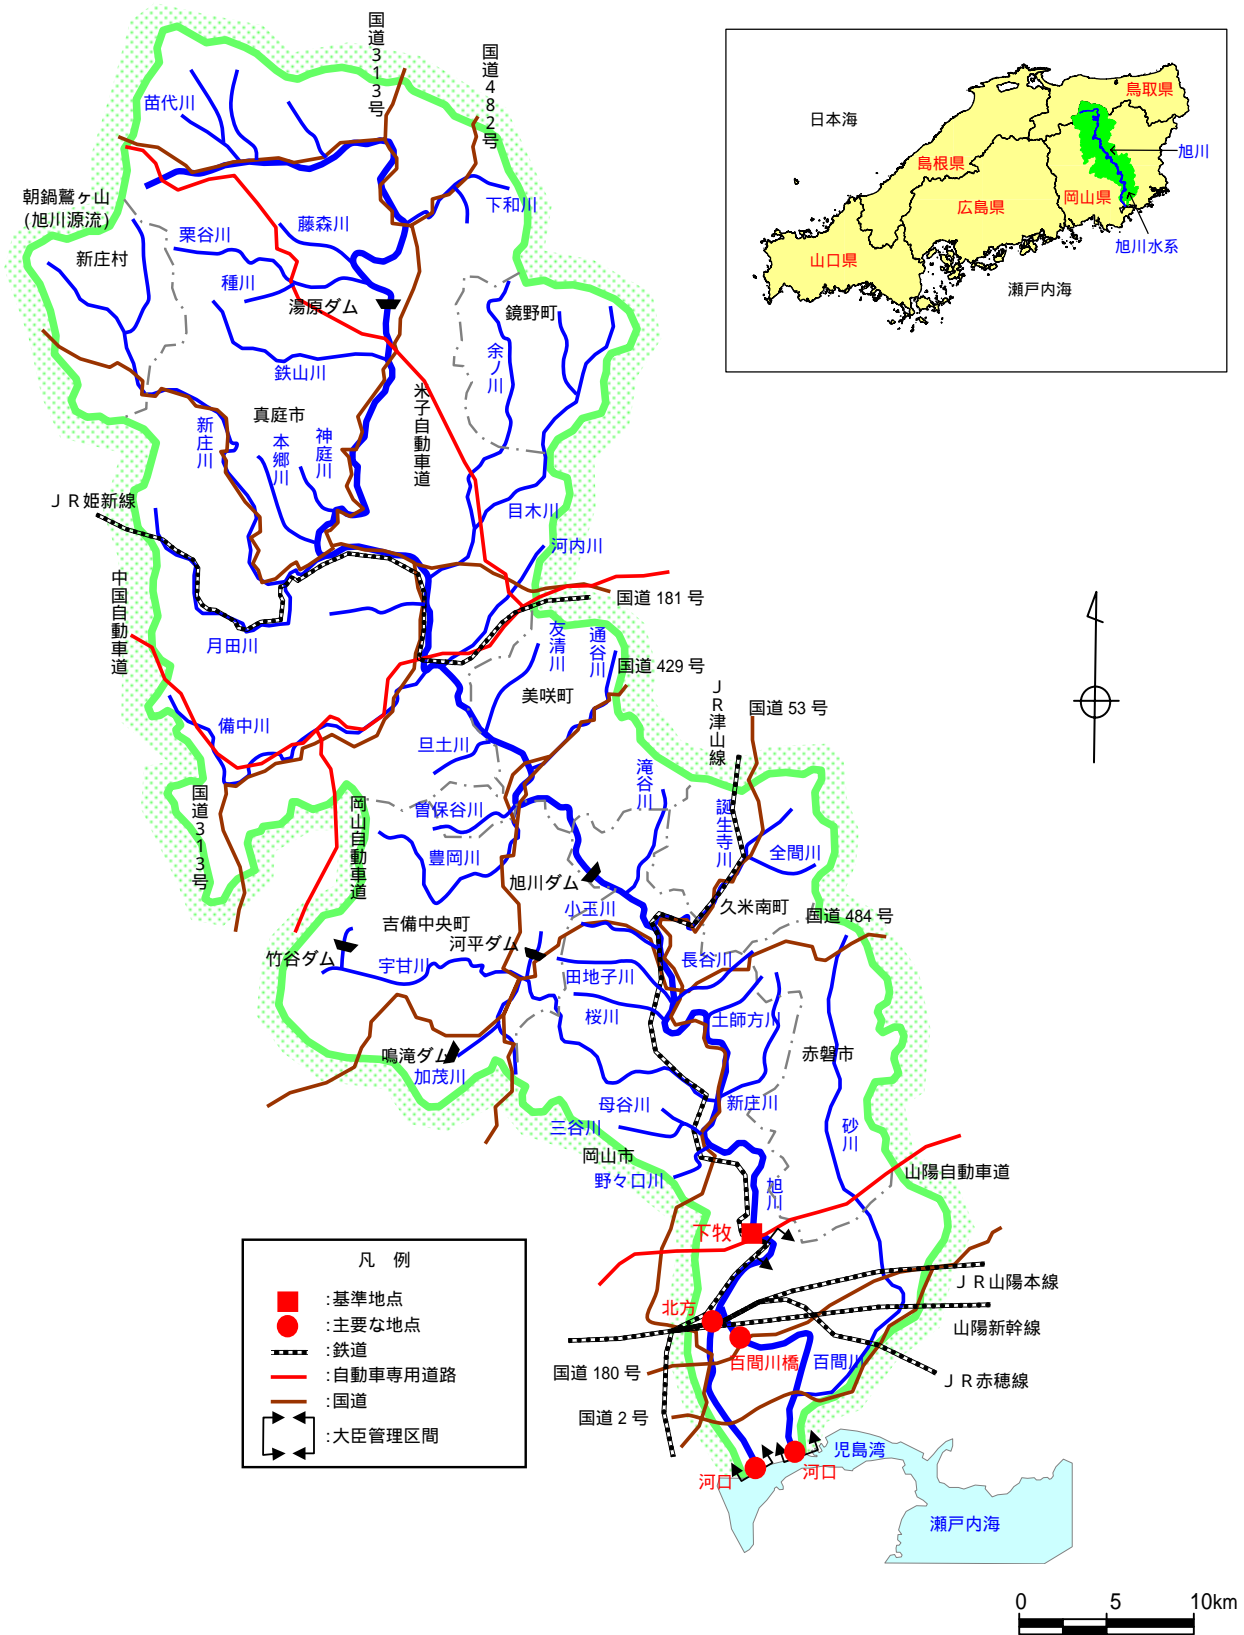 国道313号
国道482号
苗代川
朝鍋鷲ヶ山
(旭川源流)
新庄村
栗谷川
藤森川
下和川
種川
湯原ダム
鏡野町
余ノ川
鉄山川
米子自動車道
真庭市
新庄川
本郷川
神庭川
JR姫新線
目木川
河内川
中国自動車道
国道 181 号
月田川
友清川
通谷川
国道 429 号
美咲町
JR津山線
国道 53 号
備中川
旦土川
滝谷川
国道313号
岡山自動車道
曽保谷川
誕生寺川
豊岡川
全間川
旭川ダム
小玉川
久米南町
国道 484 号
吉備中央町
河平ダム
竹谷ダム
宇甘川
田地子川
長谷川
桜川
土師方川
鳴滝ダム
赤磐市
加茂川
母谷川
新庄川
三谷川
砂川
岡山市
野々口川
旭川
山陽自動車道
下牧
JR山陽本線
北方
山陽新幹線
百間川橋
百間川
国道 180 号
JR赤穂線
国道 2 号
児島湾
河口
河口
瀬戸内海
凡 例
:基準地点
:主要な地点
:鉄道
:自動車専用道路
:国道
:大臣管理区間
日本海
鳥取県
島根県
旭川
岡山県
広島県
旭川水系
山口県
瀬戸内海
0 5 10km